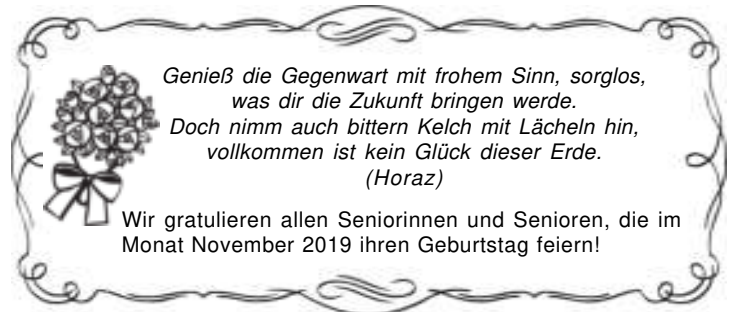 Genieß die Gegenwart mit frohem Sinn, sorglos,
was dir die Zukunft bringen werde.
Doch nimm auch bittern Kelch mit Lächeln hin,
vollkommen ist kein Glück dieser Erde.
(Horaz)
Wir gratulieren allen Seniorinnen und Senioren, die im
Monat November 2019 ihren Geburtstag feiern!